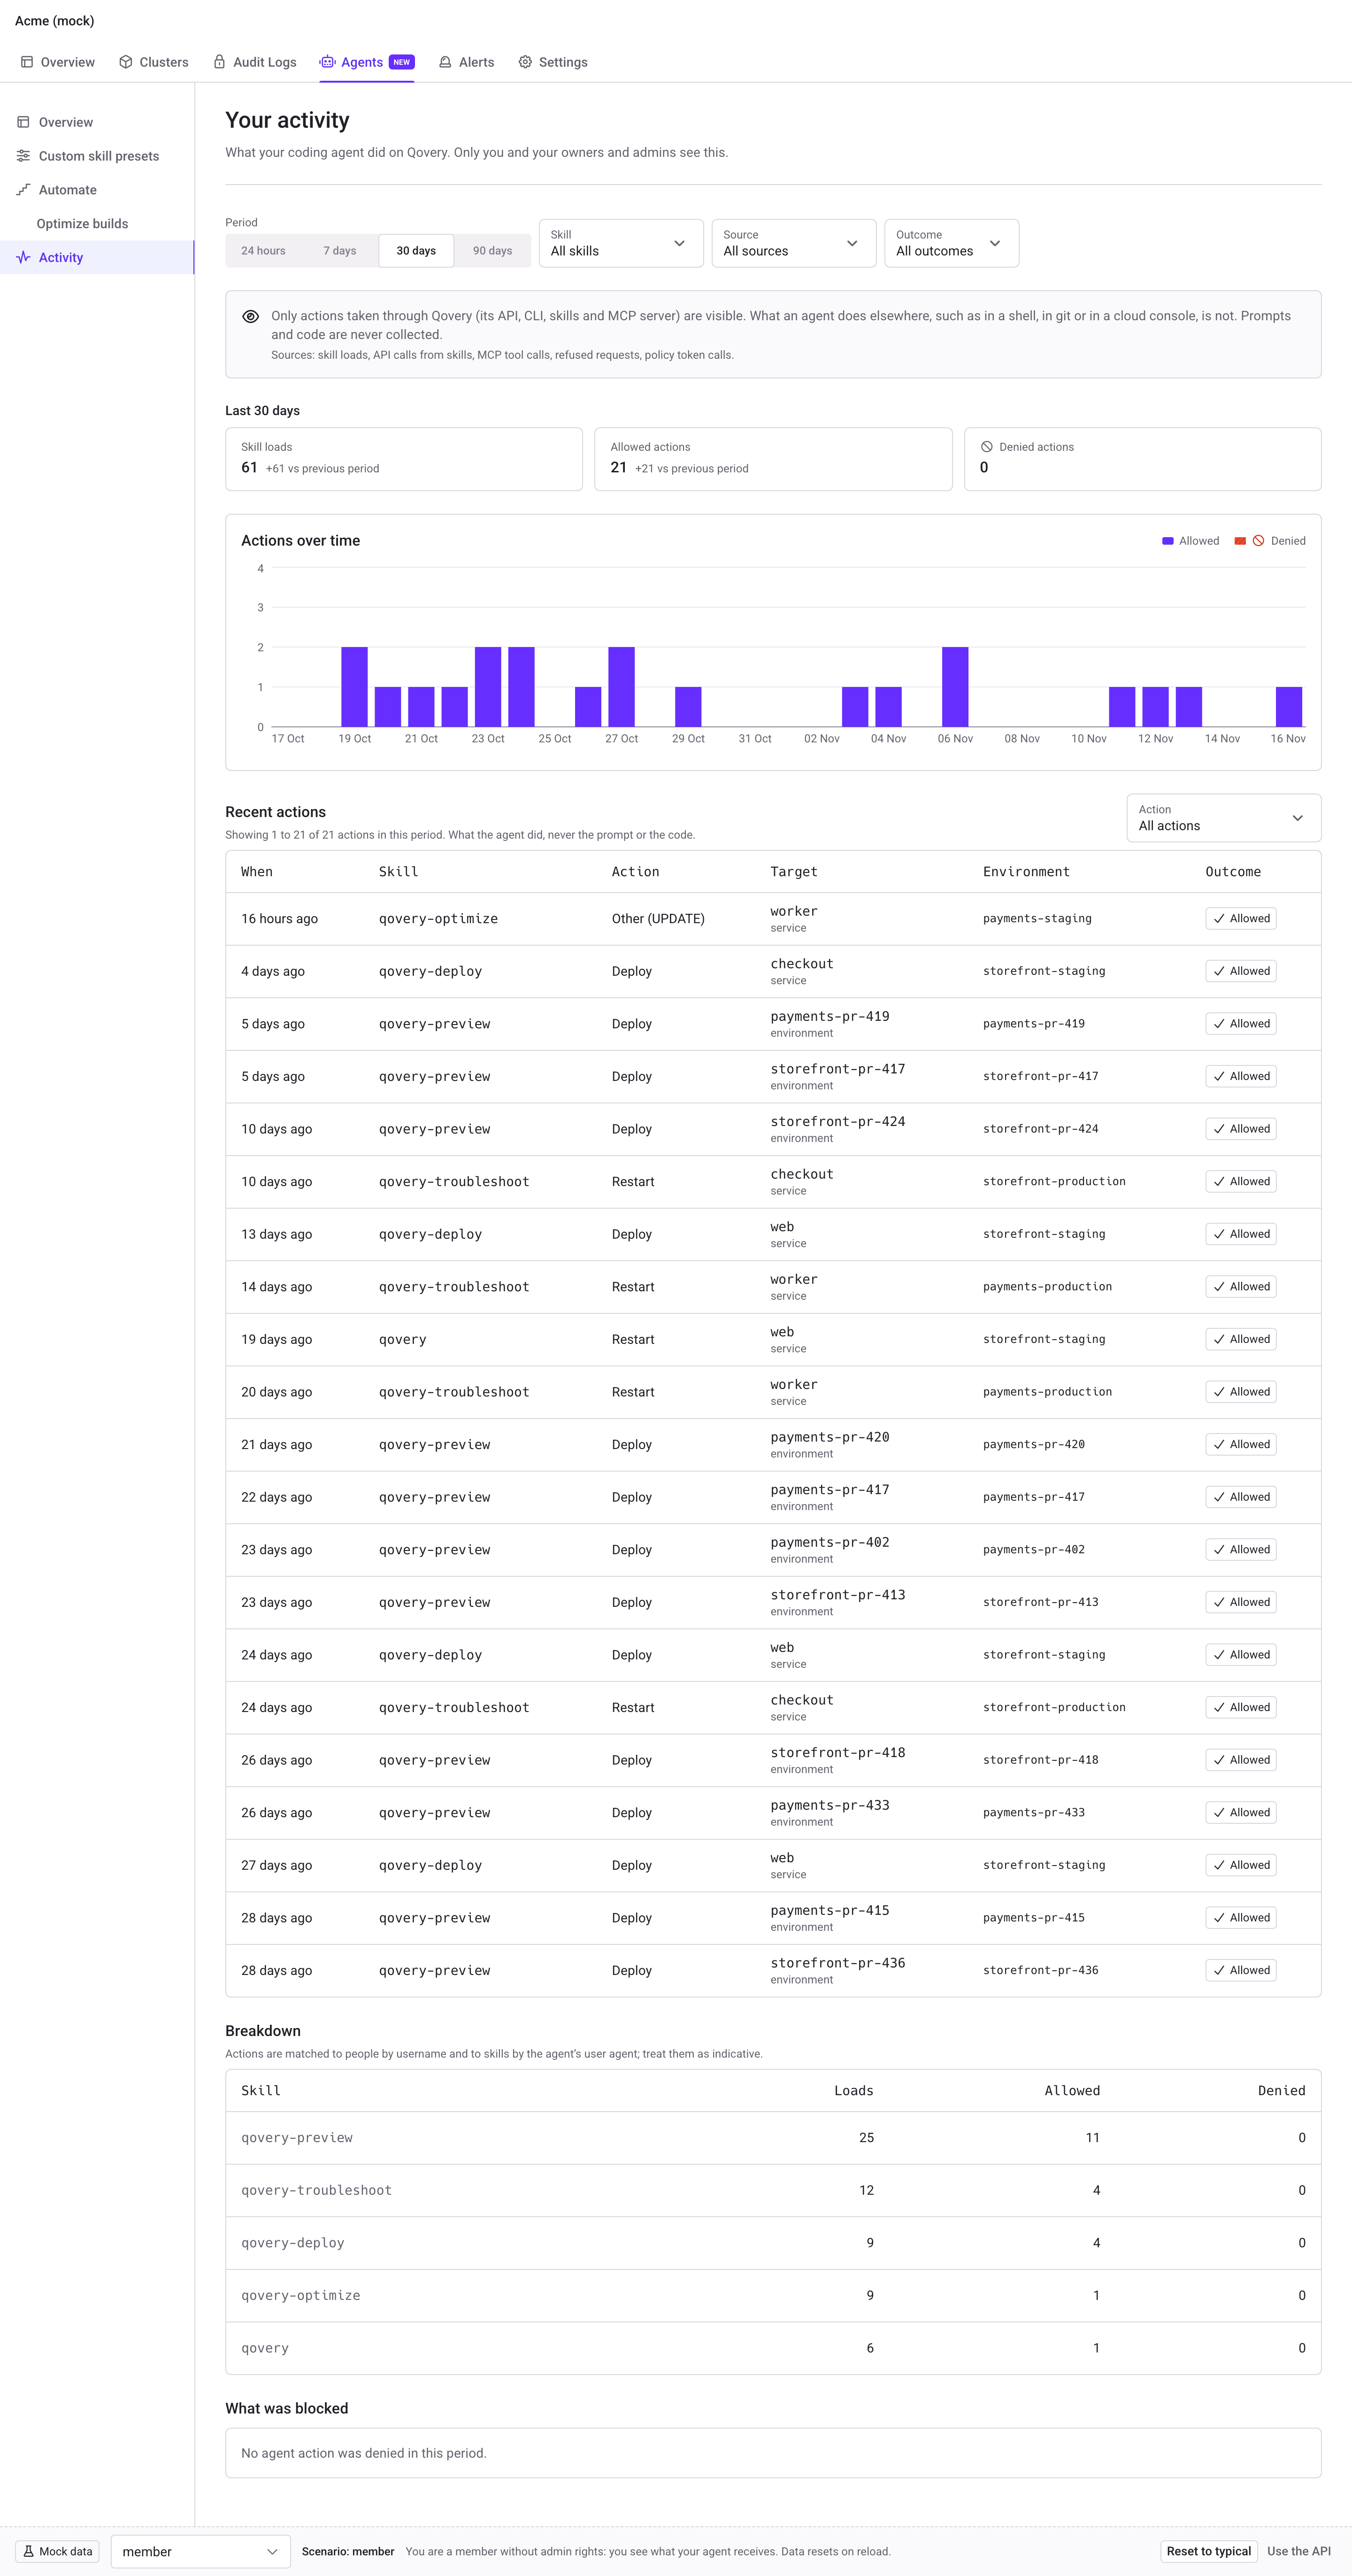 Acme (mock)
Overview
Clusters
Audit Logs
Agents NEW
Alerts
Settings
Overview
Custom skill presets
Automate
Optimize builds
Activity
Your activity
What your coding agent did on Qovery. Only you and your owners and admins see this.
Period
24 hours 7 days 30 days 90 days
Skill
All skills
Source
All sources
Outcome
All outcomes
Only actions taken through Qovery (its API, CLI, skills and MCP server) are visible. What an agent does elsewhere, such as in a shell, in git or in a cloud console, is not. Prompts
and code are never collected.
Sources: skill loads, API calls from skills, MCP tool calls, refused requests, policy token calls.
Last 30 days
Skill loads
61 +61 vs previous period
Allowed actions
21 +21 vs previous period
Denied actions
0
Actions over time
Allowed Denied
4
3
2
1
0
17 Oct 19 Oct 21 Oct 23 Oct 25 Oct 27 Oct 29 Oct 31 Oct 02 Nov 04 Nov 06 Nov 08 Nov 10 Nov 12 Nov 14 Nov 16 Nov
Recent actions
Showing 1 to 21 of 21 actions in this period. What the agent did, never the prompt or the code.
Action
All actions
When Skill Action Target Environment Outcome
16 hours ago qovery-optimize Other (UPDATE) worker payments-staging Allowed
service
4 days ago qovery-deploy Deploy checkout storefront-staging Allowed
service
5 days ago qovery-preview Deploy payments-pr-419 payments-pr-419 Allowed
environment
5 days ago qovery-preview Deploy storefront-pr-417 storefront-pr-417 Allowed
environment
10 days ago qovery-preview Deploy storefront-pr-424 storefront-pr-424 Allowed
environment
10 days ago qovery-troubleshoot Restart checkout storefront-production Allowed
service
13 days ago qovery-deploy Deploy web storefront-staging Allowed
service
14 days ago qovery-troubleshoot Restart worker payments-production Allowed
service
19 days ago qovery Restart web storefront-staging Allowed
service
20 days ago qovery-troubleshoot Restart worker payments-production Allowed
service
21 days ago qovery-preview Deploy payments-pr-420 payments-pr-420 Allowed
environment
22 days ago qovery-preview Deploy payments-pr-417 payments-pr-417 Allowed
environment
23 days ago qovery-preview Deploy payments-pr-402 payments-pr-402 Allowed
environment
23 days ago qovery-preview Deploy storefront-pr-413 storefront-pr-413 Allowed
environment
24 days ago qovery-deploy Deploy web storefront-staging Allowed
service
24 days ago qovery-troubleshoot Restart checkout storefront-production Allowed
service
26 days ago qovery-preview Deploy storefront-pr-418 storefront-pr-418 Allowed
environment
26 days ago qovery-preview Deploy payments-pr-433 payments-pr-433 Allowed
environment
27 days ago qovery-deploy Deploy web storefront-staging Allowed
service
28 days ago qovery-preview Deploy payments-pr-415 payments-pr-415 Allowed
environment
28 days ago qovery-preview Deploy storefront-pr-436 storefront-pr-436 Allowed
environment
Breakdown
Actions are matched to people by username and to skills by the agent's user agent; treat them as indicative.
Skill Loads Allowed Denied
qovery-preview 25 11 0
qovery-troubleshoot 12 4 0
qovery-deploy 9 4 0
qovery-optimize 9 1 0
qovery 6 1 0
What was blocked
No agent action was denied in this period.
Mock data member Scenario: member You are a member without admin rights: you see what your agent receives. Data resets on reload. Reset to typical Use the API